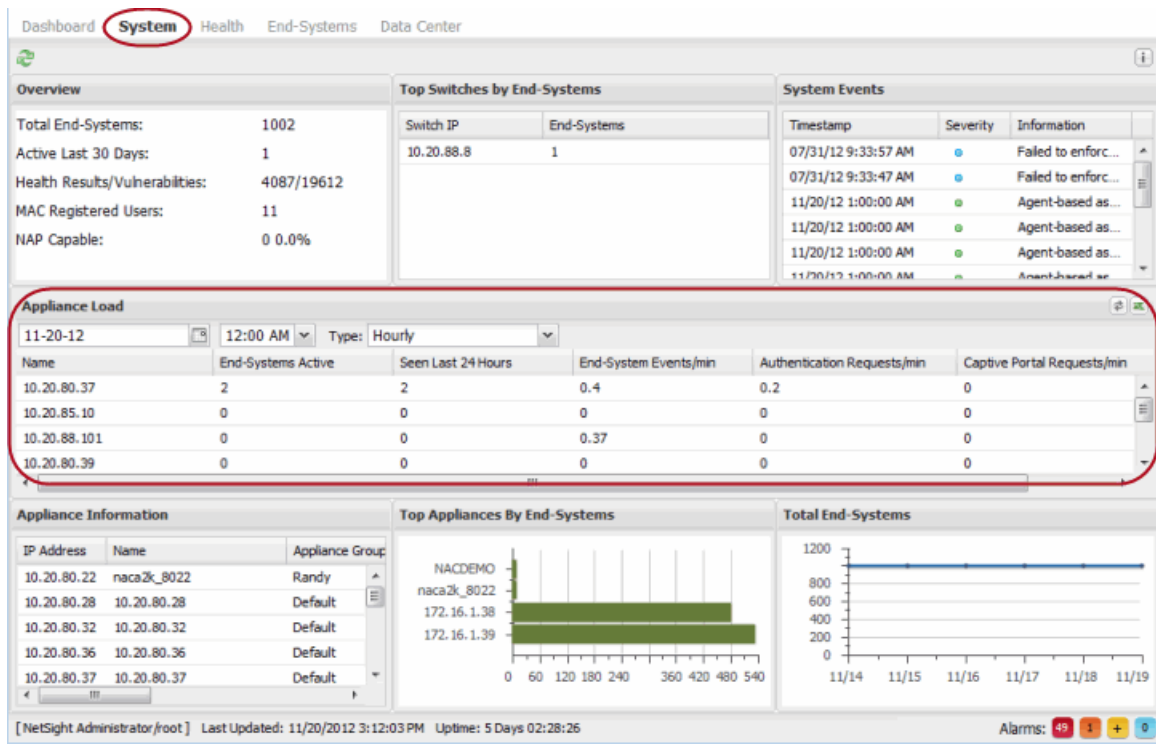 Dashboard System Health End-Systems Data Center
Overview
Total End-Systems: 1002
Active Last 30 Days: 1
Health Results/Vulnerabilities: 4087/19612
MAC Registered Users: 11
NAP Capable: 0 0.0%
Top Switches by End-Systems
Switch IP End-Systems
10.20.88.8 1
System Events
Timestamp Severity Information
07/31/12 9:33:57 AM Failed to enforc...
07/31/12 9:33:47 AM Failed to enforc...
11/20/12 1:00:00 AM Agent-based as...
11/20/12 1:00:00 AM Agent-based as...
11/20/12 1:00:00 AM Agent-based as...
11/20/12 1:00:00 AM Agent-based as
Appliance Load
11-20-12 12:00 AM Type: Hourly
Name End-Systems Active Seen Last 24 Hours End-System Events/min Authentication Requests/min Captive Portal Requests/min
10.20.80.37 2 2 0.4 0.2 0
10.20.85.10 0 0 0 0 0
10.20.88.101 0 0 0.37 0 0
10.20.80.39 0 0 0 0 0
Appliance Information
IP Address Name Appliance Group
10.20.80.22 naca2k_8022 Randy
10.20.80.28 10.20.80.28 Default
10.20.80.32 10.20.80.32 Default
10.20.80.36 10.20.80.36 Default
10.20.80.37 10.20.80.37 Default
Top Appliances By End-Systems
NACDEMO
naca2k_8022
172.16.1.38
172.16.1.39
0 60 120 180 240 360 420 480 540
Total End-Systems
1200
800
600
400
200
0
11/14 11/15 11/16 11/17 11/18 11/19
[ NetSight Administrator/root ] Last Updated: 11/20/2012 3:12:03 PM Uptime: 5 Days 02:28:26 Alarms: 49 1 + 0